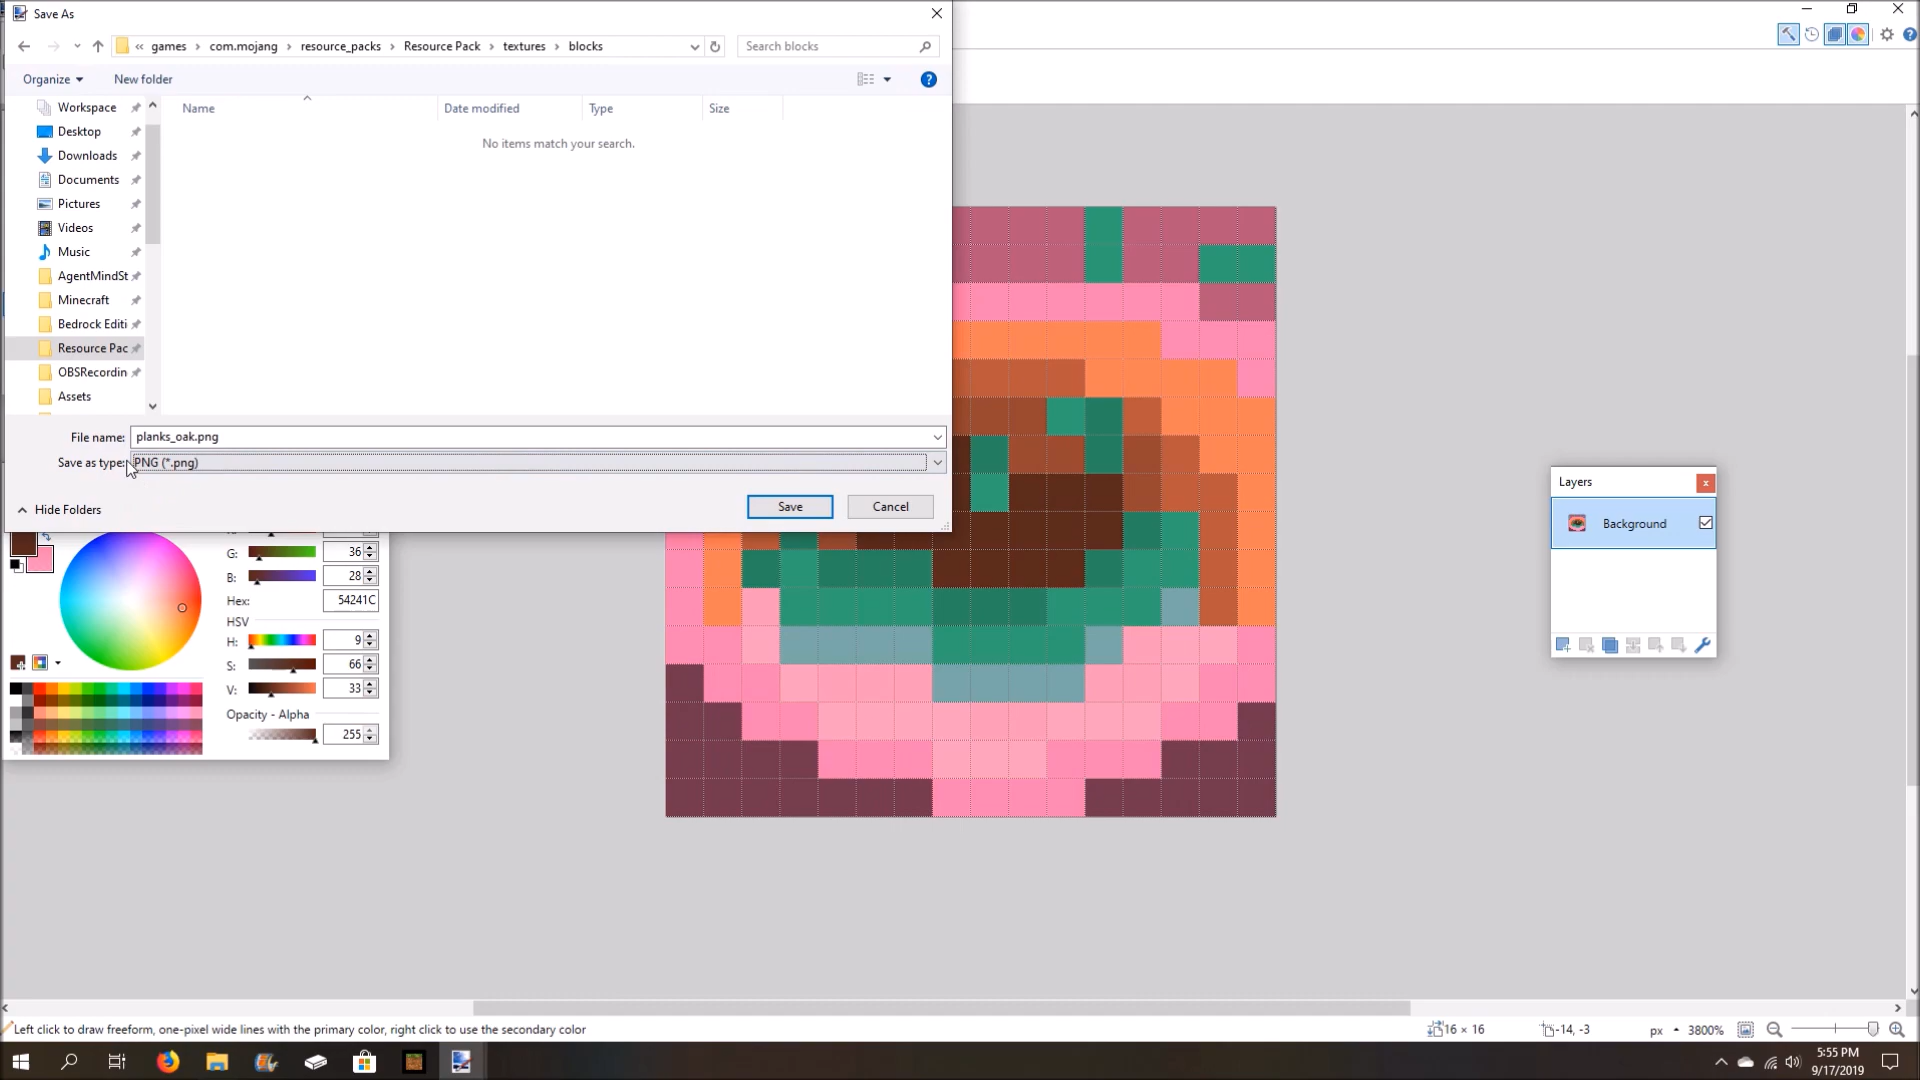 Save As
« games › com.mojang › resource_packs › Resource Pack › textures › blocks
Search blocks
Organize
New folder
Name
Date modified
Type
Size
No items match your search.
Workspace
Desktop
Downloads
Documents
Pictures
Videos
Music
AgentMindSt
Minecraft
Bedrock Editi
Resource Pac
OBSRecordin
Assets
File name: planks_oak.png
Save as type: PNG (*.png)
Hide Folders
Save
Cancel
G: 36
B: 28
Hex: 54241C
HSV
H: 9
S: 66
V: 33
Opacity - Alpha
255
Layers
Background
Left click to draw freeform, one-pixel wide lines with the primary color, right click to use the secondary color
16 × 16
-14, -3
px
3800%
5:55 PM
9/17/2019